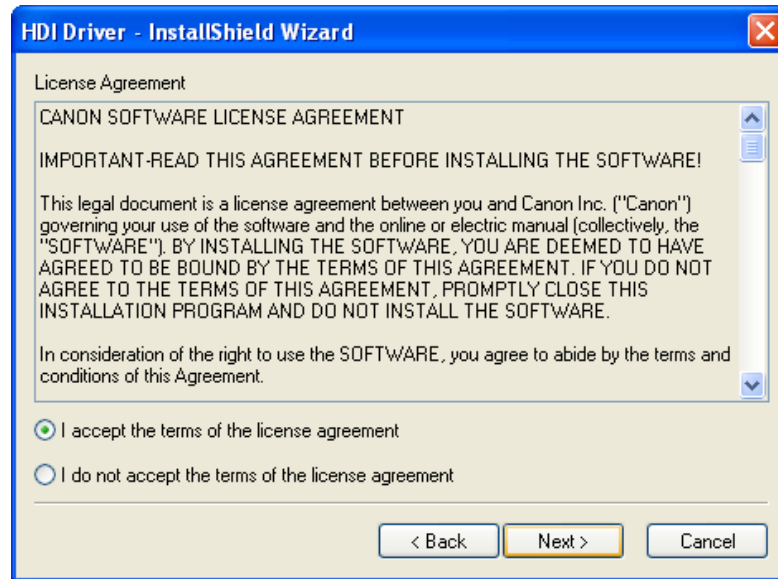 HDI Driver - InstallShield Wizard
License Agreement
CANON SOFTWARE LICENSE AGREEMENT
IMPORTANT-READ THIS AGREEMENT BEFORE INSTALLING THE SOFTWARE!
This legal document is a license agreement between you and Canon Inc. ("Canon")
governing your use of the software and the online or electric manual (collectively, the
"SOFTWARE"). BY INSTALLING THE SOFTWARE, YOU ARE DEEMED TO HAVE
AGREED TO BE BOUND BY THE TERMS OF THIS AGREEMENT. IF YOU DO NOT
AGREE TO THE TERMS OF THIS AGREEMENT, PROMPTLY CLOSE THIS
INSTALLATION PROGRAM AND DO NOT INSTALL THE SOFTWARE.
In consideration of the right to use the SOFTWARE, you agree to abide by the terms and
conditions of this Agreement.
I accept the terms of the license agreement
I do not accept the terms of the license agreement
< Back Next > Cancel